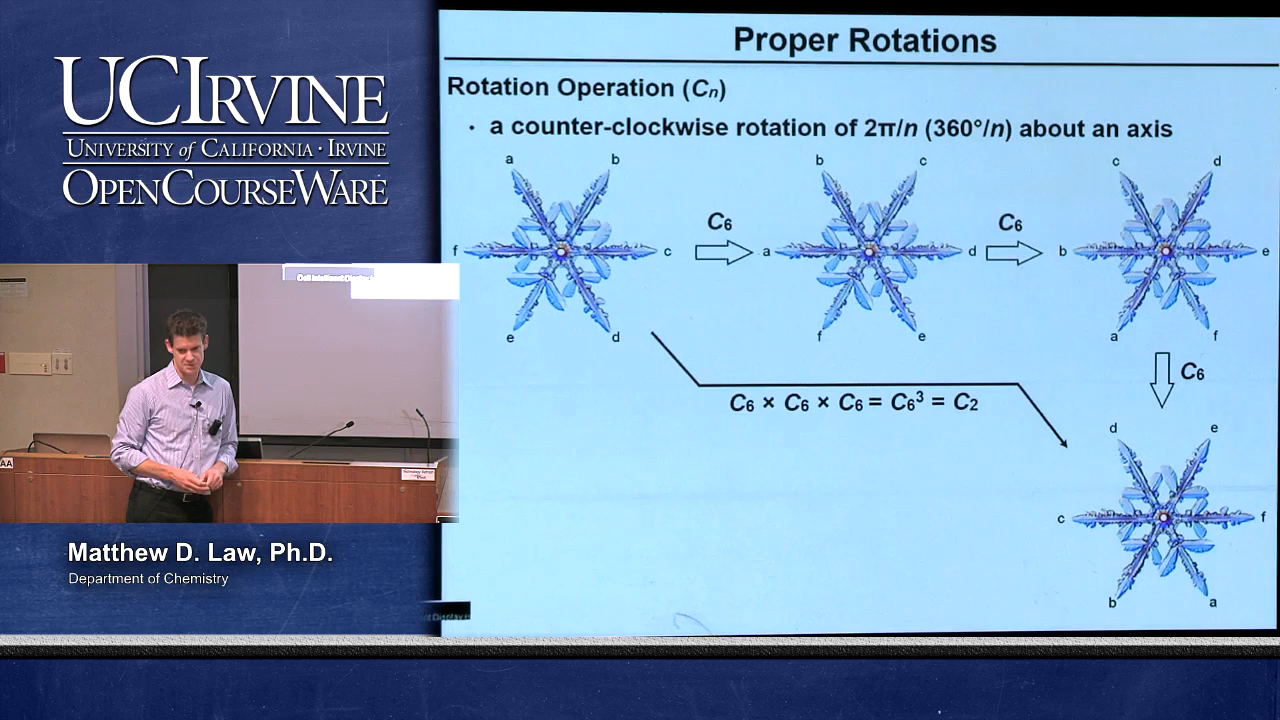 UCIRVINE
UNIVERSITY of CALIFORNIA · IRVINE
OPENCOURSEWARE
Matthew D. Law, Ph.D.
Department of Chemistry
AA
Proper Rotations
Rotation Operation (Cn)
· a counter-clockwise rotation of 2π/n (360°/n) about an axis
a b
f c
e d
C6
b c
a d
f e
C6
c d
b e
a f
C6
C6 × C6 × C6 = C6³ = C2
d e
c f
b a